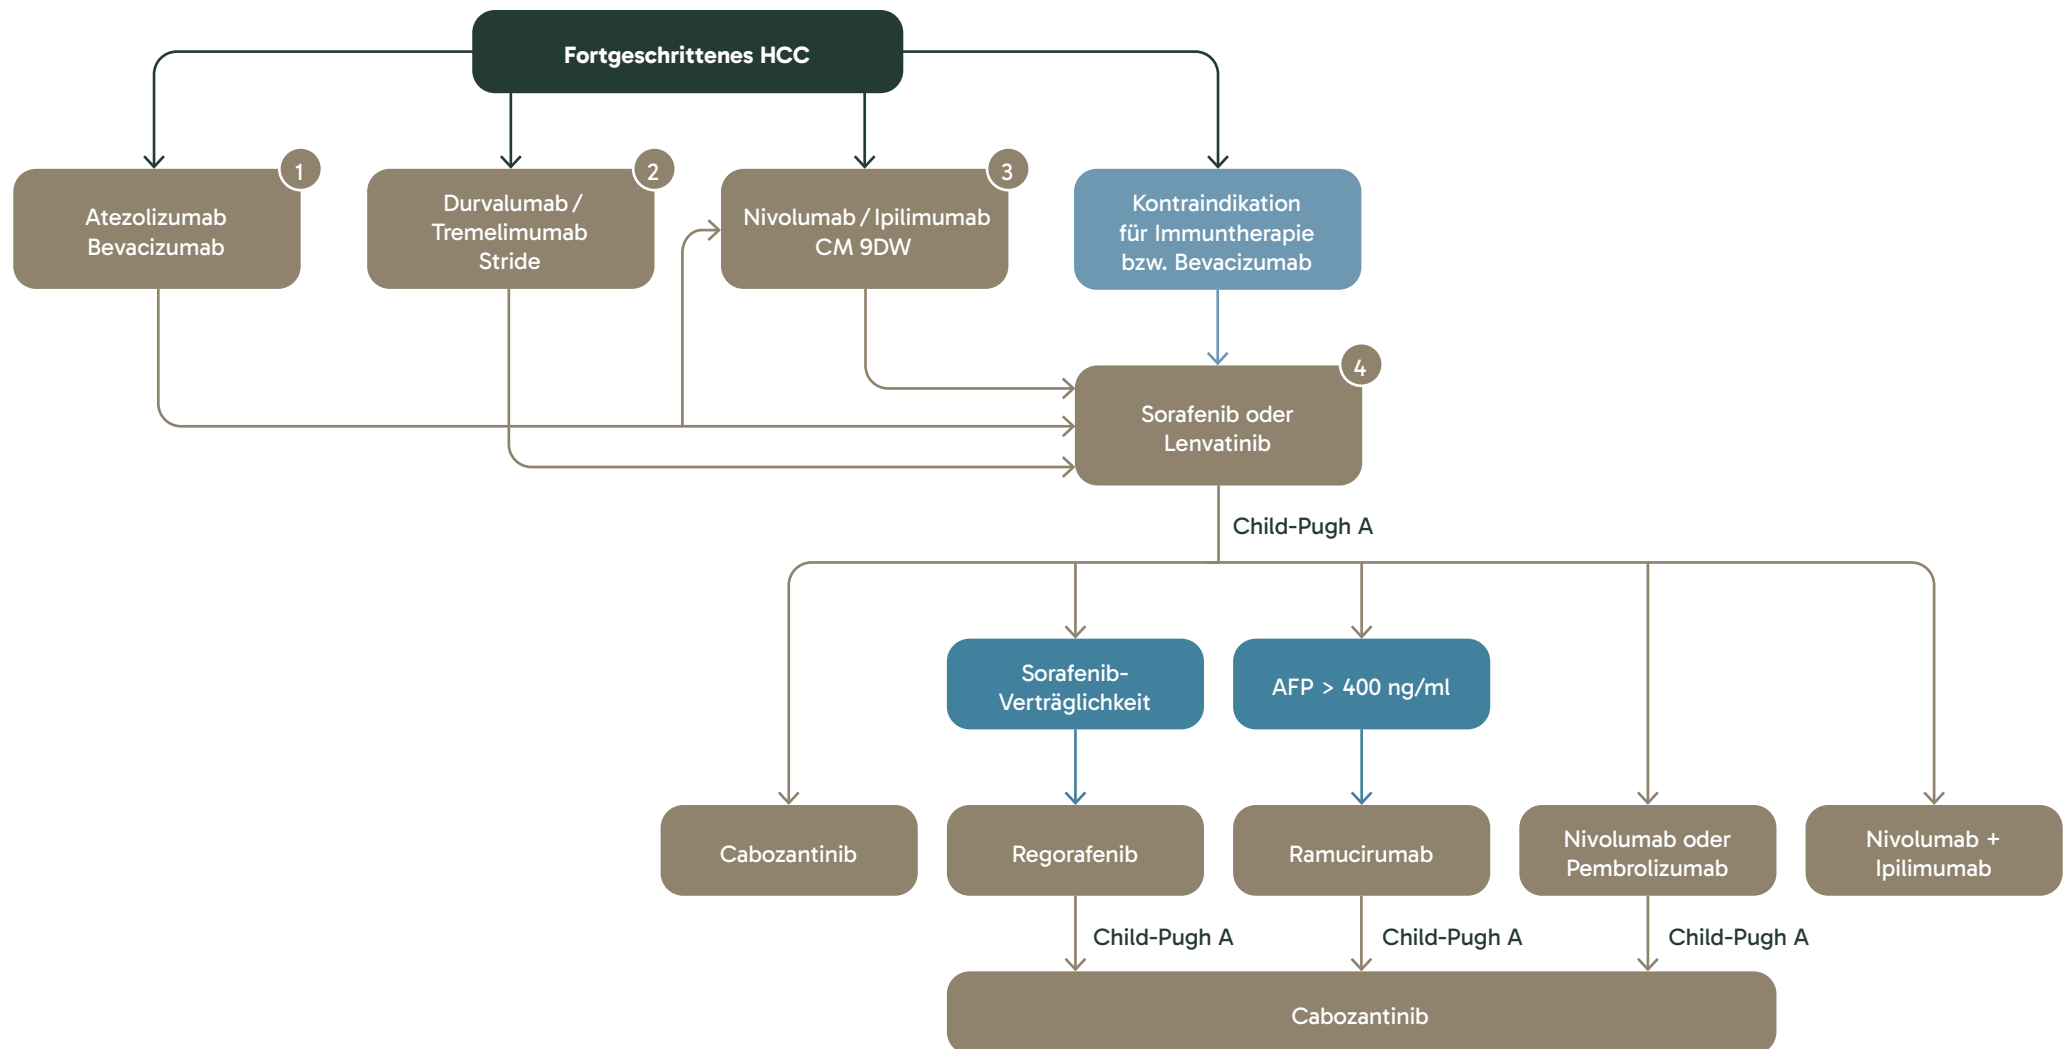 Fortgeschrittenes HCC
1
Atezolizumab
Bevacizumab
2
Durvalumab / 
Tremelimumab
Stride
3
Nivolumab / Ipilimumab
CM 9DW
Kontraindikation
für Immuntherapie
bzw. Bevacizumab
4
Sorafenib oder
Lenvatinib
Child-Pugh A
Sorafenib-
Verträglichkeit
AFP > 400 ng/ml
Cabozantinib
Regorafenib
Ramucirumab
Nivolumab oder
Pembrolizumab
Nivolumab +
Ipilimumab
Child-Pugh A
Child-Pugh A
Child-Pugh A
Cabozantinib